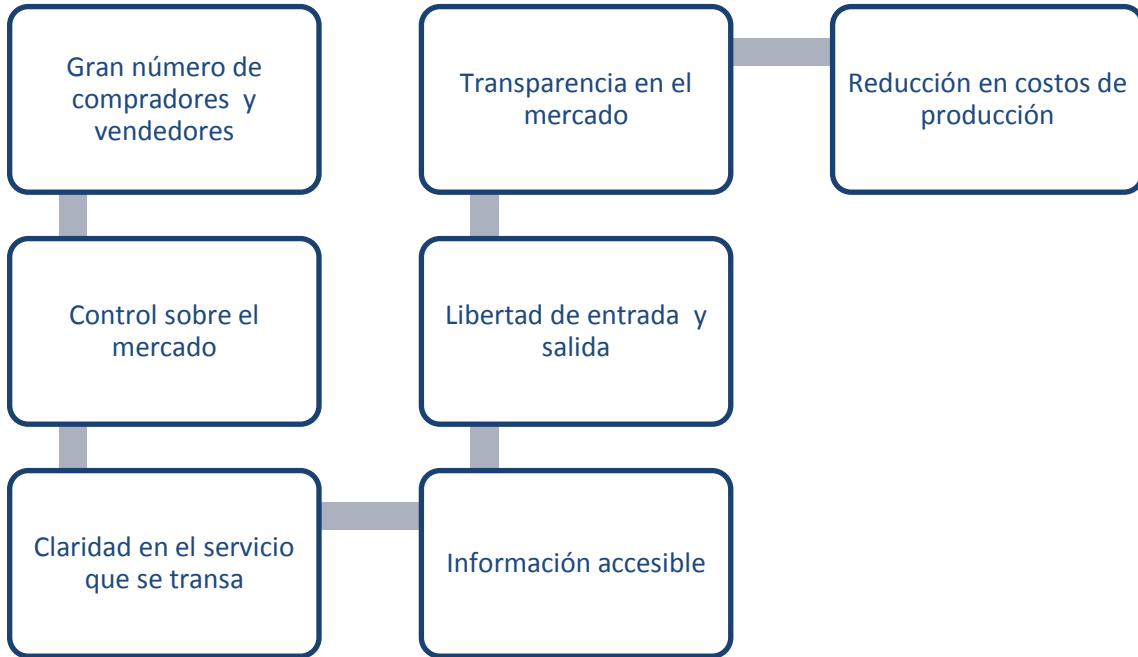 Gran número de
compradores y
vendedores
Control sobre el
mercado
Claridad en el servicio
que se transa
Información accesible
Libertad de entrada y
salida
Transparencia en el
mercado
Reducción en costos de
producción